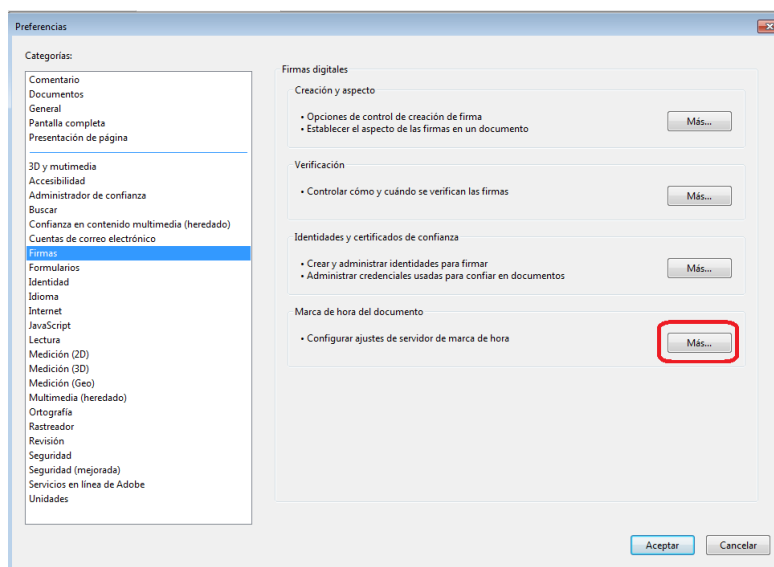 Preferencias
Categorías:
Comentario
Documentos
General
Pantalla completa
Presentación de página
3D y mutimedia
Accesibilidad
Administrador de confianza
Buscar
Confianza en contenido multimedia (heredado)
Cuentas de correo electrónico
Firmas
Formularios
Identidad
Idioma
Internet
JavaScript
Lectura
Medición (2D)
Medición (3D)
Medición (Geo)
Multimedia (heredado)
Ortografía
Rastreador
Revisión
Seguridad
Seguridad (mejorada)
Servicios en línea de Adobe
Unidades
Firmas digitales
Creación y aspecto
• Opciones de control de creación de firma
• Establecer el aspecto de las firmas en un documento
Más...
Verificación
• Controlar cómo y cuándo se verifican las firmas
Más...
Identidades y certificados de confianza
• Crear y administrar identidades para firmar
• Administrar credenciales usadas para confiar en documentos
Más...
Marca de hora del documento
• Configurar ajustes de servidor de marca de hora
Más...
Aceptar
Cancelar